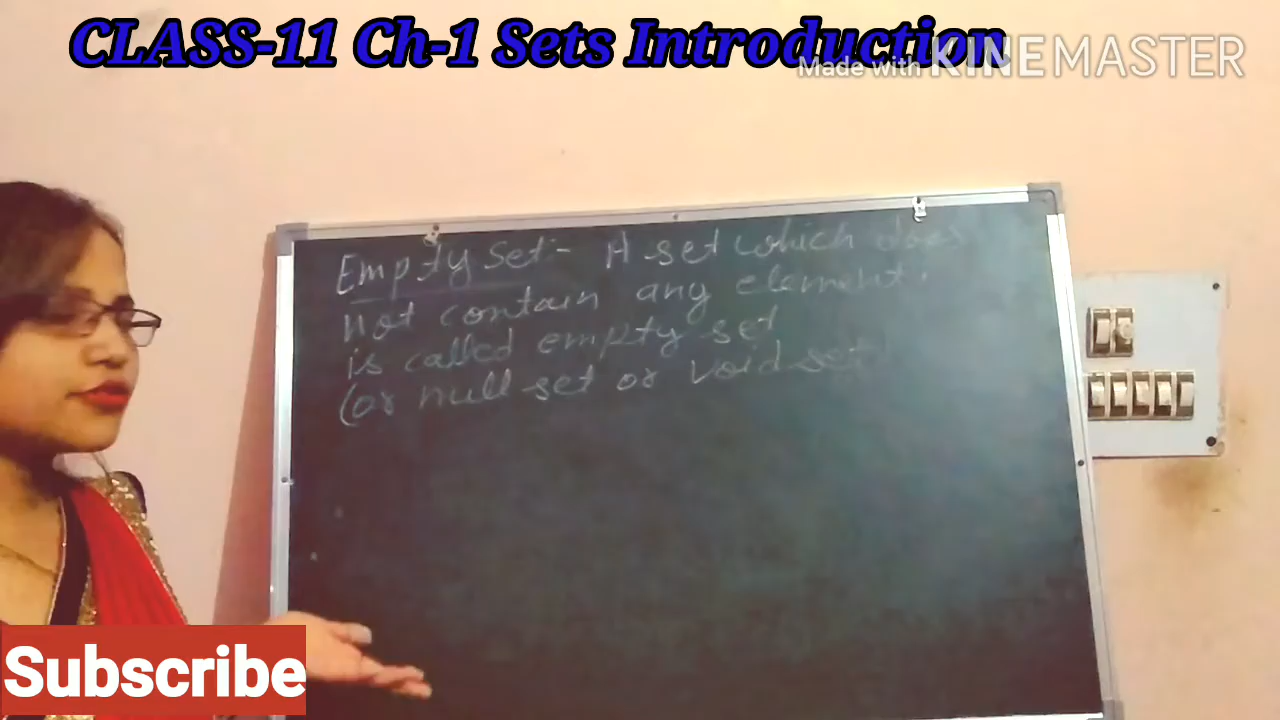 CLASS-11 Ch-1 Sets Introduction
Made with KINEMASTER
Empty Set:- A set which does
not contain any element.
is called empty set
(or null set or void set)
Subscribe